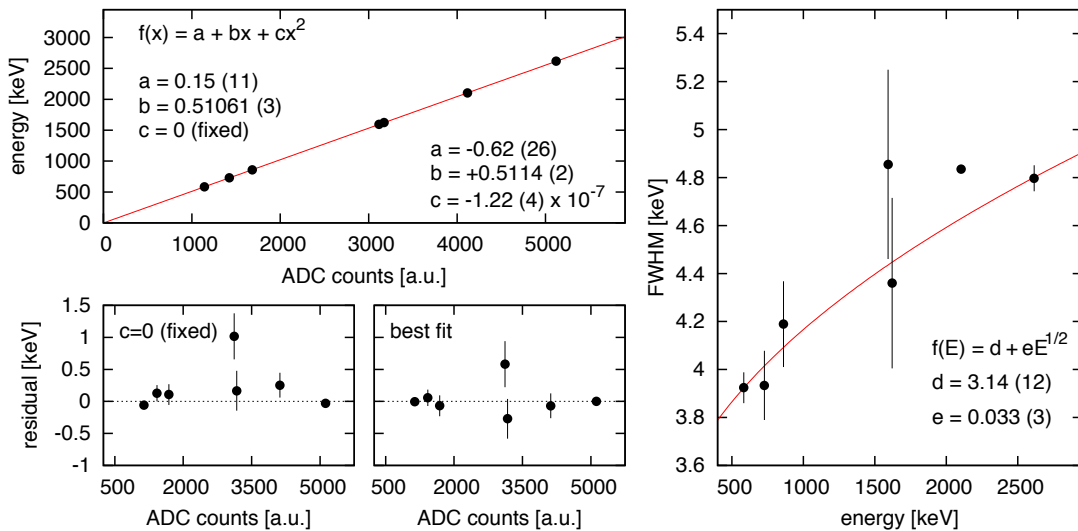 3000
2500
2000
1500
1000
500
0
energy [keV]
f(x) = a + bx + cx²
a = 0.15 (11)
b = 0.51061 (3)
c = 0 (fixed)
a = -0.62 (26)
b = +0.5114 (2)
c = -1.22 (4) x 10⁻⁷
0 1000 2000 3000 4000 5000
ADC counts [a.u.]
1.5
1
0.5
0
-0.5
-1
residual [keV]
c=0 (fixed)
500 2000 3500 5000
ADC counts [a.u.]
best fit
500 2000 3500 5000
ADC counts [a.u.]
5.4
5.2
5
4.8
4.6
4.4
4.2
4
3.8
3.6
FWHM [keV]
f(E) = d + eE^1/2
d = 3.14 (12)
e = 0.033 (3)
500 1000 1500 2000 2500
energy [keV]